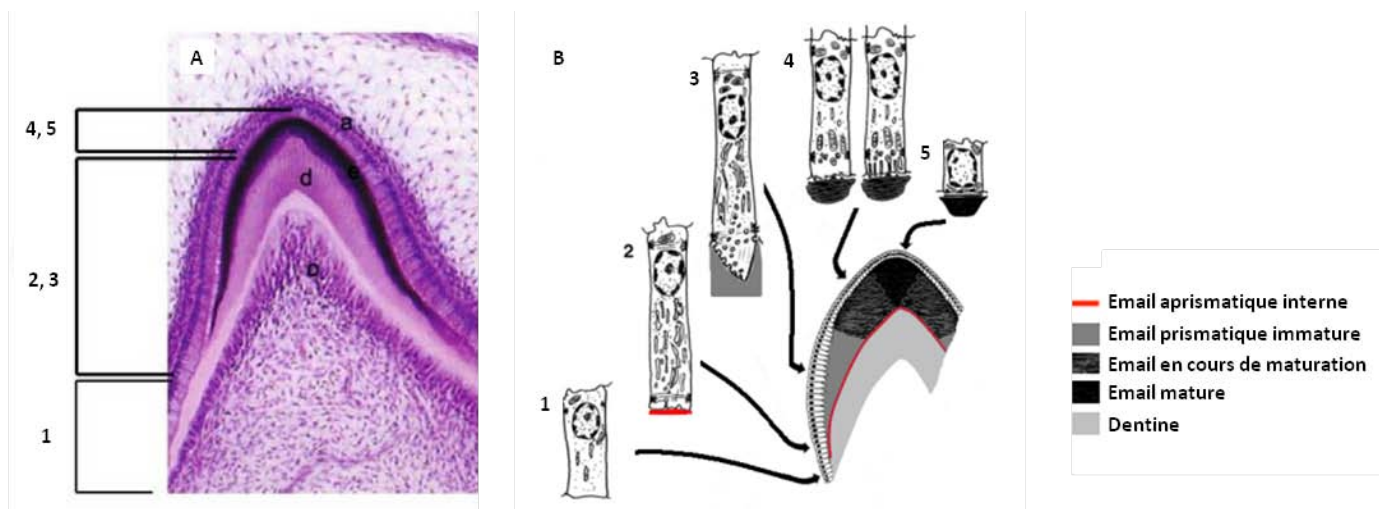 A
4, 5
a
e
d
2, 3
p
1
B
3
4
5
2
1
Email aprismatique interne
Email prismatique immature
Email en cours de maturation
Email mature
Dentine